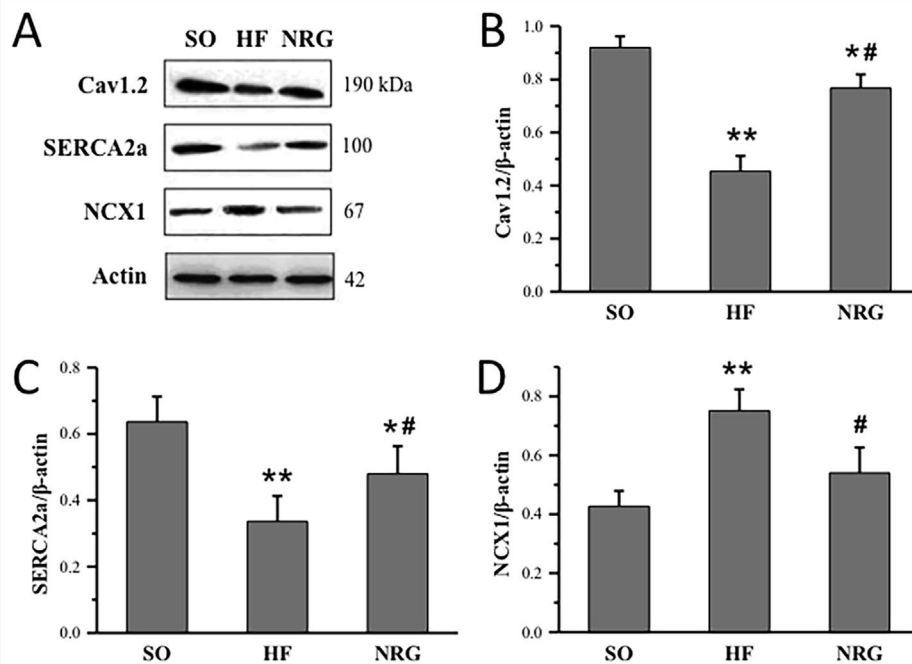 A
SO HF NRG
Cav1.2 190 kDa
SERCA2a 100
NCX1 67
Actin 42
B
Cav1.2/β-actin
1.0
0.8
0.6
0.4
0.2
0.0
**
*#
SO HF NRG
C
SERCA2a/β-actin
0.8
0.6
0.4
0.2
0.0
**
*#
SO HF NRG
D
NCX1/β-actin
0.8
0.6
0.4
0.2
0.0
**
#
SO HF NRG